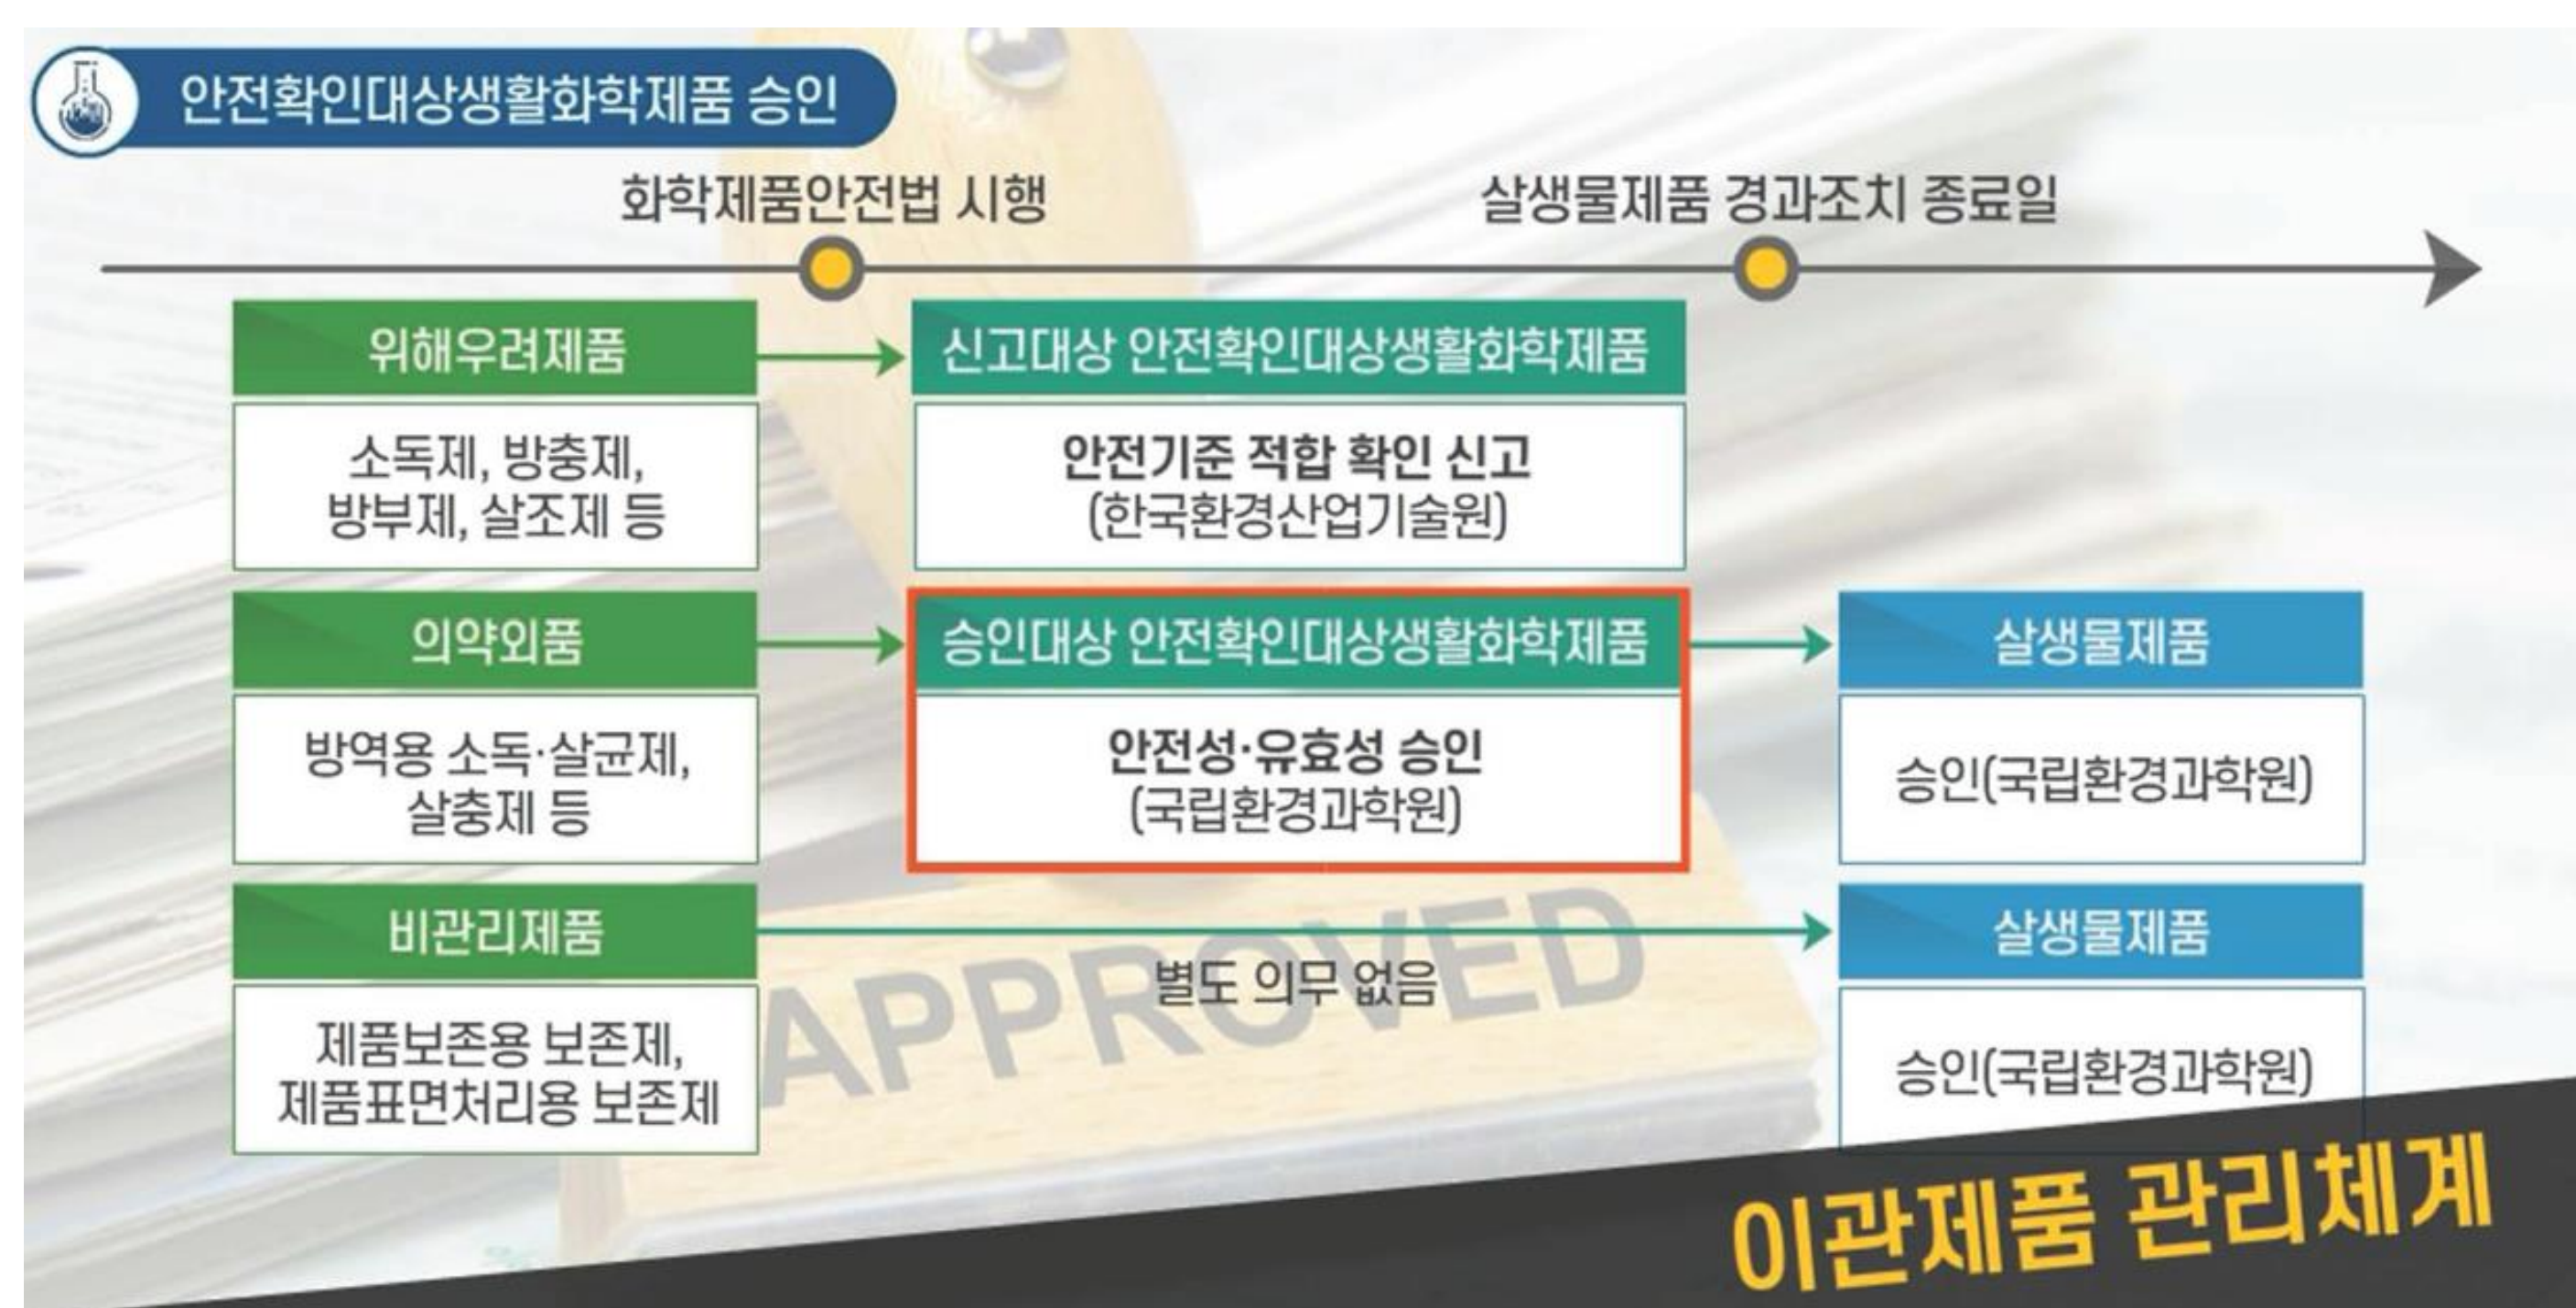 안전확인대상생활화학제품 승인
화학제품안전법 시행
살생물제품 경과조치 종료일
위해우려제품
신고대상 안전확인대상생활화학제품
소독제, 방충제,
방부제, 살조제 등
안전기준 적합 확인 신고
(한국환경산업기술원)
의약외품
승인대상 안전확인대상생활화학제품
살생물제품
방역용 소독·살균제,
살충제 등
안전성·유효성 승인
(국립환경과학원)
승인(국립환경과학원)
비관리제품
별도 의무 없음
살생물제품
제품보존용 보존제,
제품표면처리용 보존제
승인(국립환경과학원)
APPROVED
이관제품 관리체계